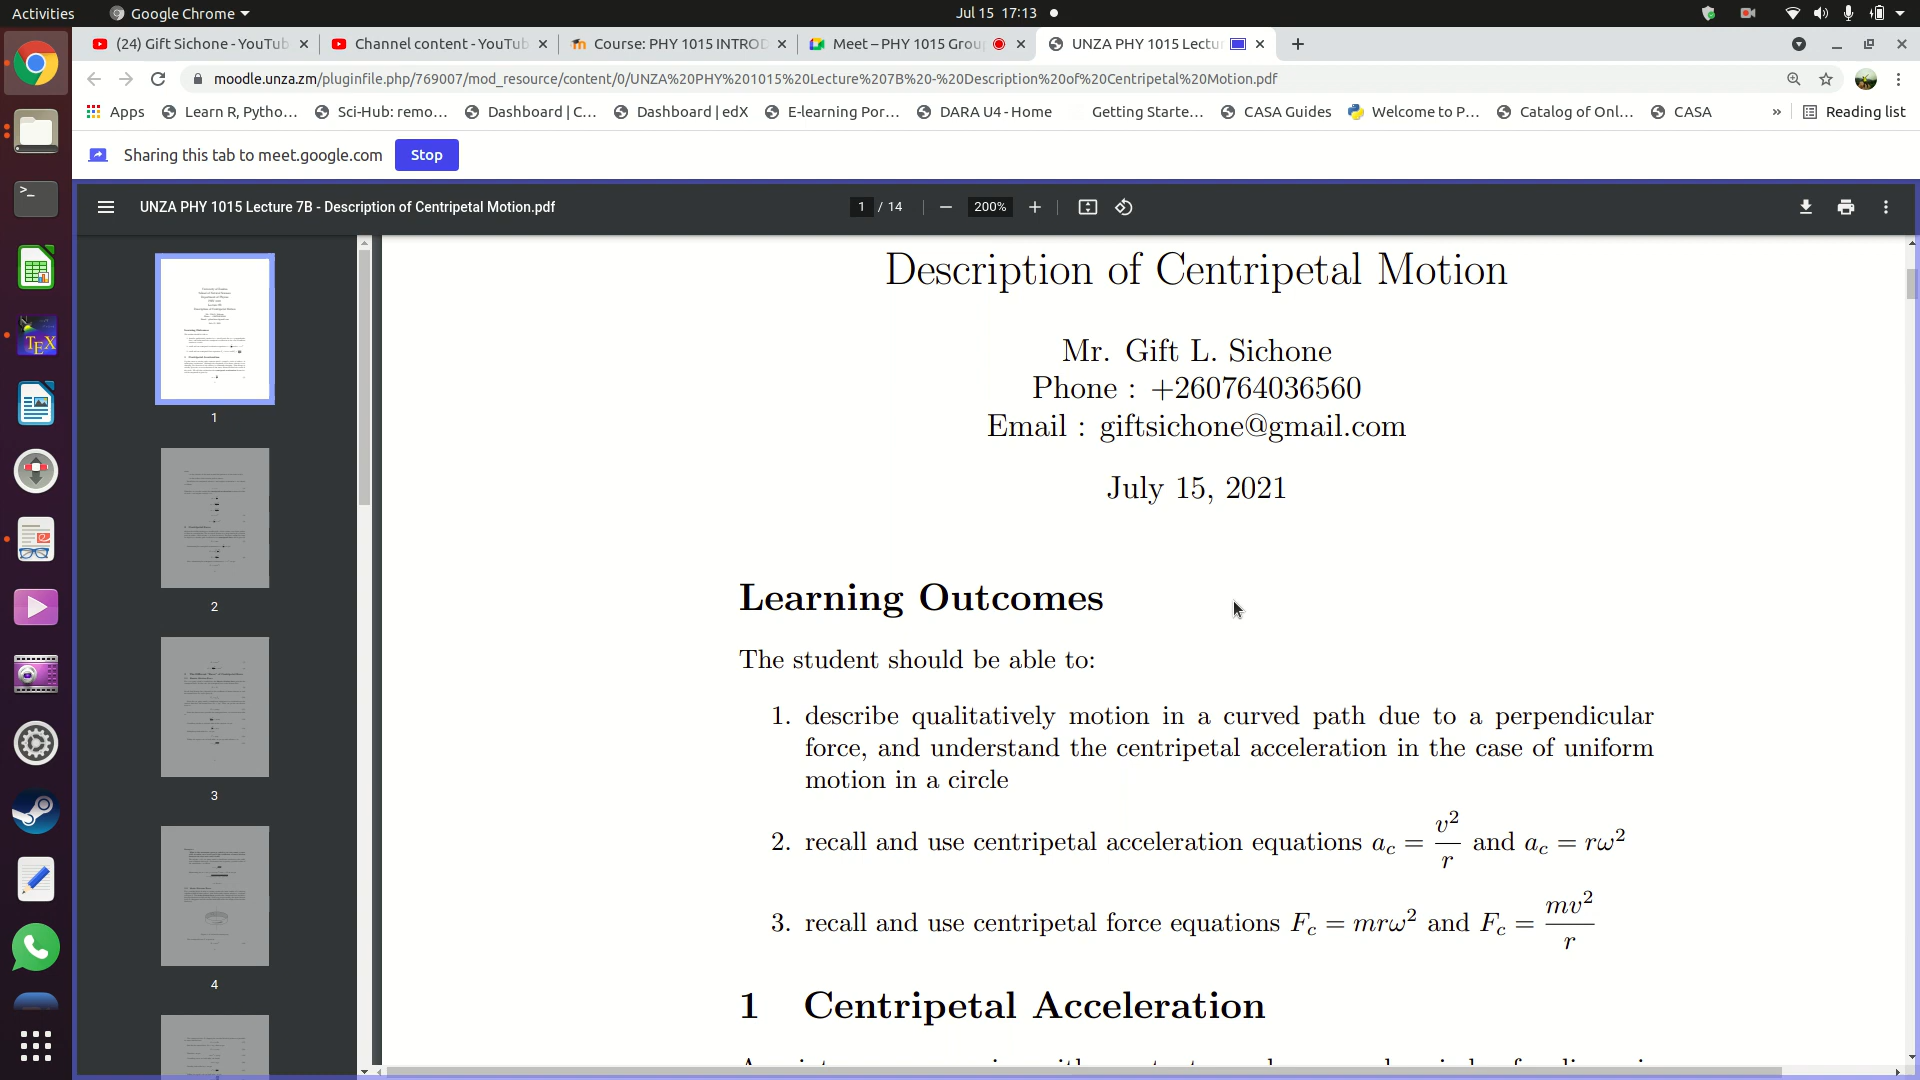 Activities
Google Chrome
Jul 15 17:13
(24) Gift Sichone - YouTub
Channel content - YouTub
Course: PHY 1015 INTROD
Meet – PHY 1015 Grou
UNZA PHY 1015 Lectur
moodle.unza.zm/pluginfile.php/769007/mod_resource/content/0/UNZA%20PHY%201015%20Lecture%207B%20-%20Description%20of%20Centripetal%20Motion.pdf
Apps
Learn R, Pytho...
Sci-Hub: remo...
Dashboard | C...
Dashboard | edX
E-learning Por...
DARA U4 - Home
Getting Starte...
CASA Guides
Welcome to P...
Catalog of Onl...
CASA
»
Reading list
Sharing this tab to meet.google.com
Stop
UNZA PHY 1015 Lecture 7B - Description of Centripetal Motion.pdf
1 / 14
200%
1
2
3
4
Description of Centripetal Motion
Mr. Gift L. Sichone
Phone : +260764036560
Email : giftsichone@gmail.com
July 15, 2021
Learning Outcomes
The student should be able to:
1. describe qualitatively motion in a curved path due to a perpendicular
force, and understand the centripetal acceleration in the case of uniform
motion in a circle
2. recall and use centripetal acceleration equations a_c = v²/r and a_c = rω²
3. recall and use centripetal force equations F_c = mrω² and F_c = mv²/r
1 Centripetal Acceleration